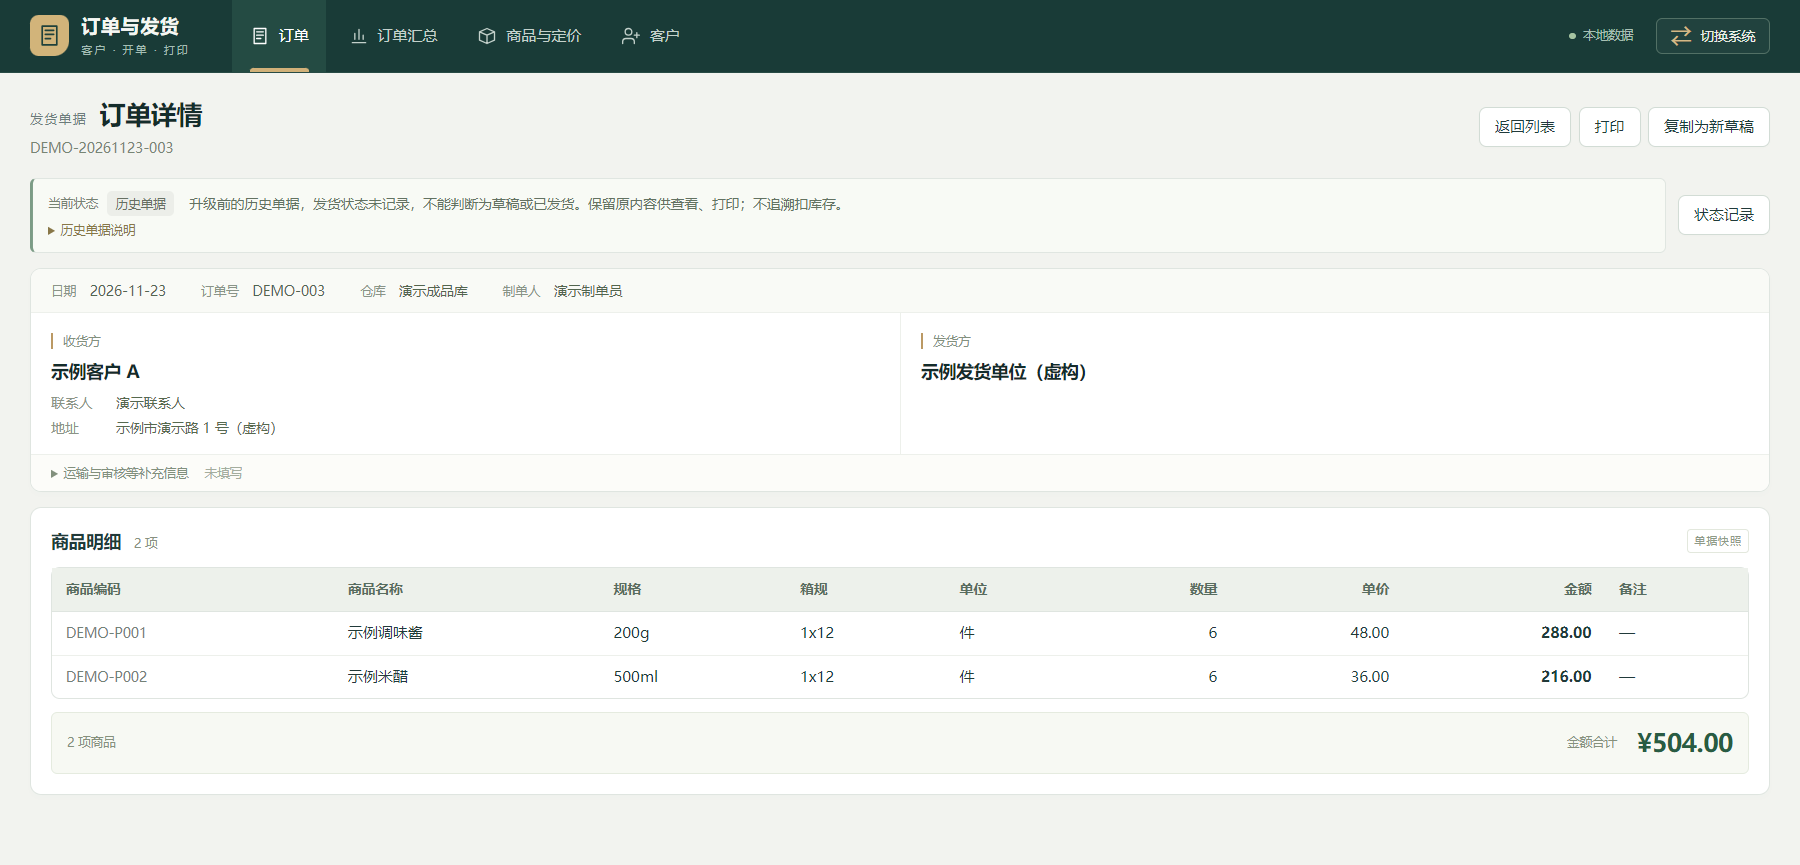 订单与发货
客户 · 开单 · 打印
订单
订单汇总
商品与定价
客户
本地数据
切换系统
发货单据 订单详情
DEMO-20261123-003
返回列表
打印
复制为新草稿
当前状态 历史单据 升级前的历史单据，发货状态未记录，不能判断为草稿或已发货。保留原内容供查看、打印；不追溯扣库存。
历史单据说明
状态记录
日期 2026-11-23 订单号 DEMO-003 仓库 演示成品库 制单人 演示制单员
收货方
示例客户 A
联系人 演示联系人
地址 示例市演示路 1 号（虚构）
发货方
示例发货单位（虚构）
运输与审核等补充信息 未填写
商品明细 2 项
单据快照
商品编码 商品名称 规格 箱规 单位 数量 单价 金额 备注
DEMO-P001 示例调味酱 200g 1x12 件 6 48.00 288.00 —
DEMO-P002 示例米醋 500ml 1x12 件 6 36.00 216.00 —
2 项商品
金额合计 ¥504.00